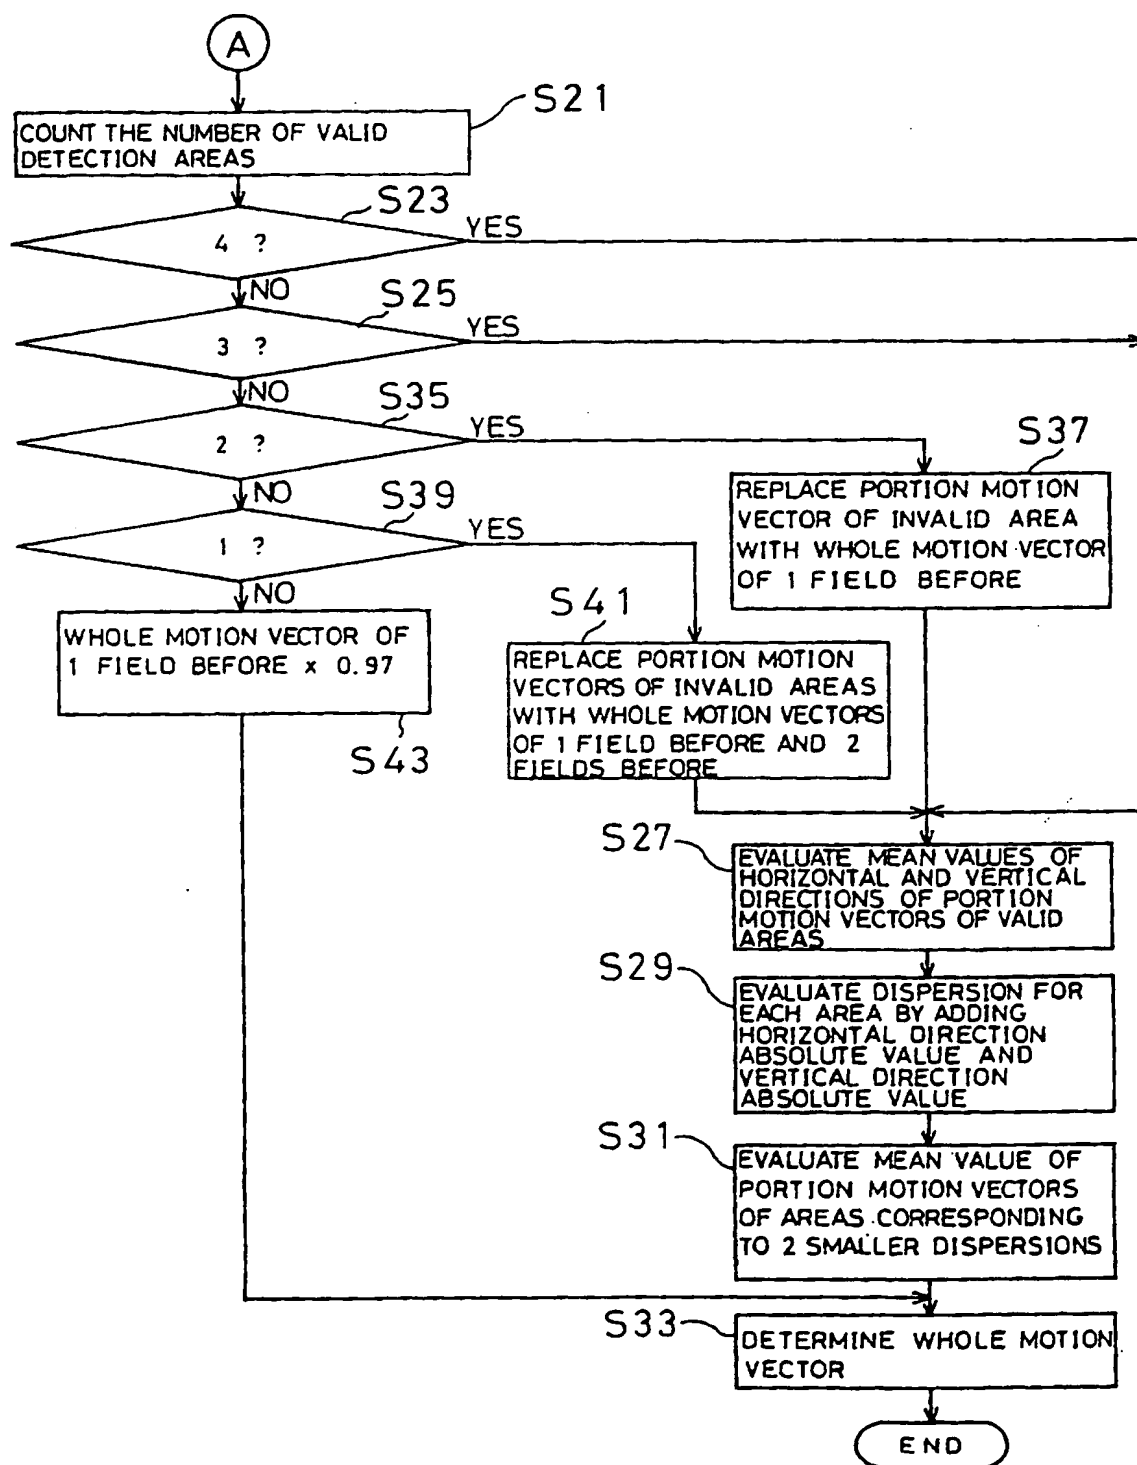 A
S21
COUNT THE NUMBER OF VALID
DETECTION AREAS
S23
4 ?
YES
NO
S25
3 ?
YES
NO
S35
2 ?
YES
NO
S37
REPLACE PORTION MOTION
VECTOR OF INVALID AREA
WITH WHOLE MOTION VECTOR
OF 1 FIELD BEFORE
S39
1 ?
YES
NO
S41
REPLACE PORTION MOTION
VECTORS OF INVALID AREAS
WITH WHOLE MOTION VECTORS
OF 1 FIELD BEFORE AND 2
FIELDS BEFORE
WHOLE MOTION VECTOR OF
1 FIELD BEFORE x 0.97
S43
S27
EVALUATE MEAN VALUES OF
HORIZONTAL AND VERTICAL
DIRECTIONS OF PORTION
MOTION VECTORS OF VALID
AREAS
S29
EVALUATE DISPERSION FOR
EACH AREA BY ADDING
HORIZONTAL DIRECTION
ABSOLUTE VALUE AND
VERTICAL DIRECTION
ABSOLUTE VALUE
S31
EVALUATE MEAN VALUE OF
PORTION MOTION VECTORS
OF AREAS CORRESPONDING
TO 2 SMALLER DISPERSIONS
S33
DETERMINE WHOLE MOTION
VECTOR
END